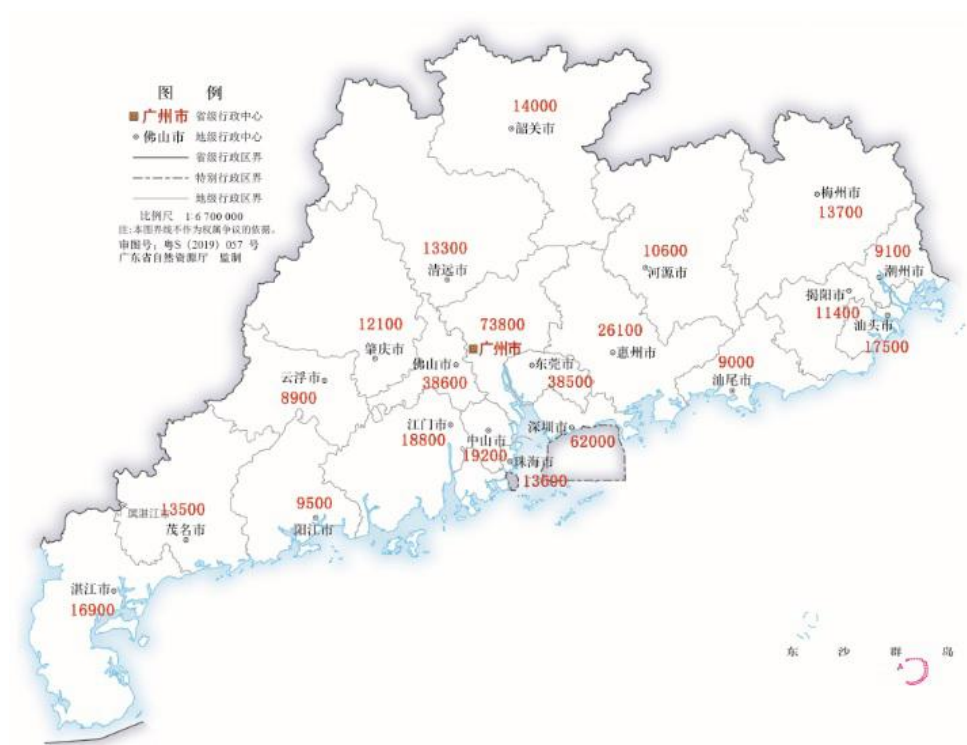 图 例
广州市 省级行政中心
佛山市 地级行政中心
省级行政区界
特别行政区界
地级行政区界
比例尺 1:6 700 000
注:本图界线不作为权属争议的依据。
审图号:粤S(2019)057 号
广东省自然资源厅 监制
14000
韶关市
梅州市
13700
13300
清远市
10600
河源市
9100
潮州市
揭阳市
11400
汕头市
17500
12100
肇庆市
73800
广州市
26100
惠州市
佛山市
38600
东莞市
38500
9000
汕尾市
云浮市
8900
江门市
18800
中山市
19200
深圳市
62000
珠海市
13600
13500
属湛江市
茂名市
9500
阳江市
湛江市
16900
东 沙 群 岛